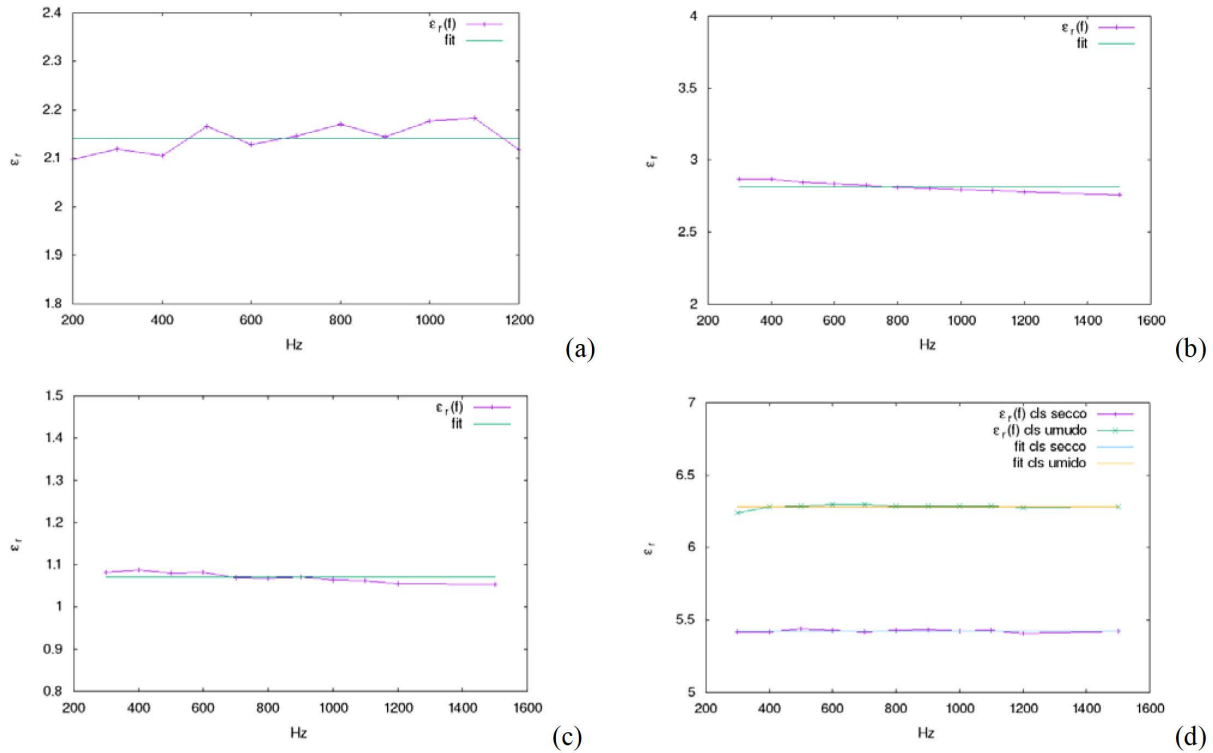 2.4
2.3
2.2
2.1
2
1.9
1.8
εr
200 400 600 800 1000 1200
Hz
εr(f)
fit
(a)
4
3.5
3
2.5
2
εr
200 400 600 800 1000 1200 1400 1600
Hz
εr(f)
fit
(b)
1.5
1.4
1.3
1.2
1.1
1
0.9
0.8
εr
200 400 600 800 1000 1200 1400 1600
Hz
εr(f)
fit
(c)
7
6.5
6
5.5
5
εr
200 400 600 800 1000 1200 1400 1600
Hz
εr(f) cls secco
εr(f) cls umudo
fit cls secco
fit cls umido
(d)